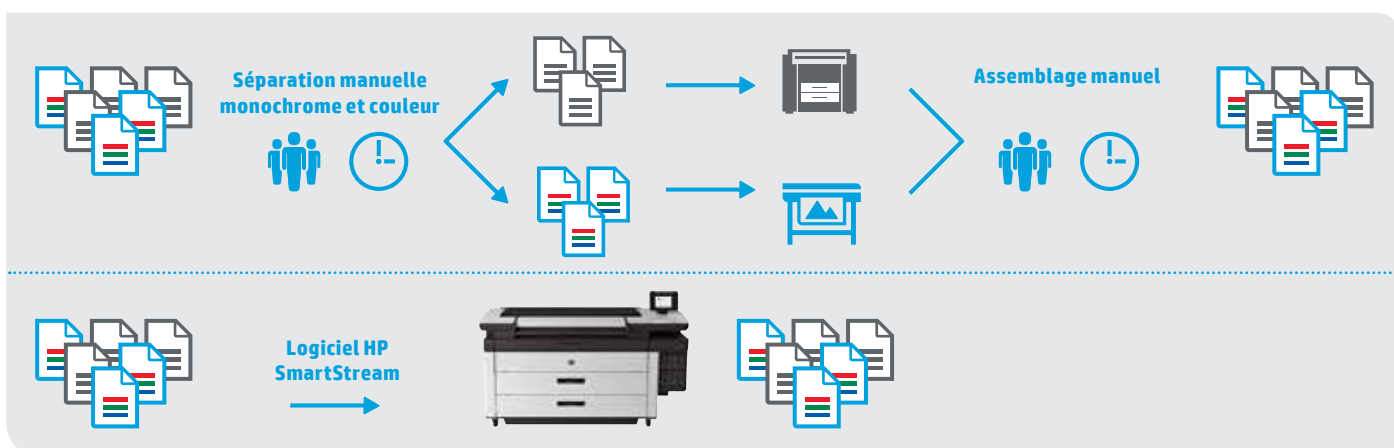 Séparation manuelle
monochrome et couleur
Assemblage manuel
Logiciel HP
SmartStream